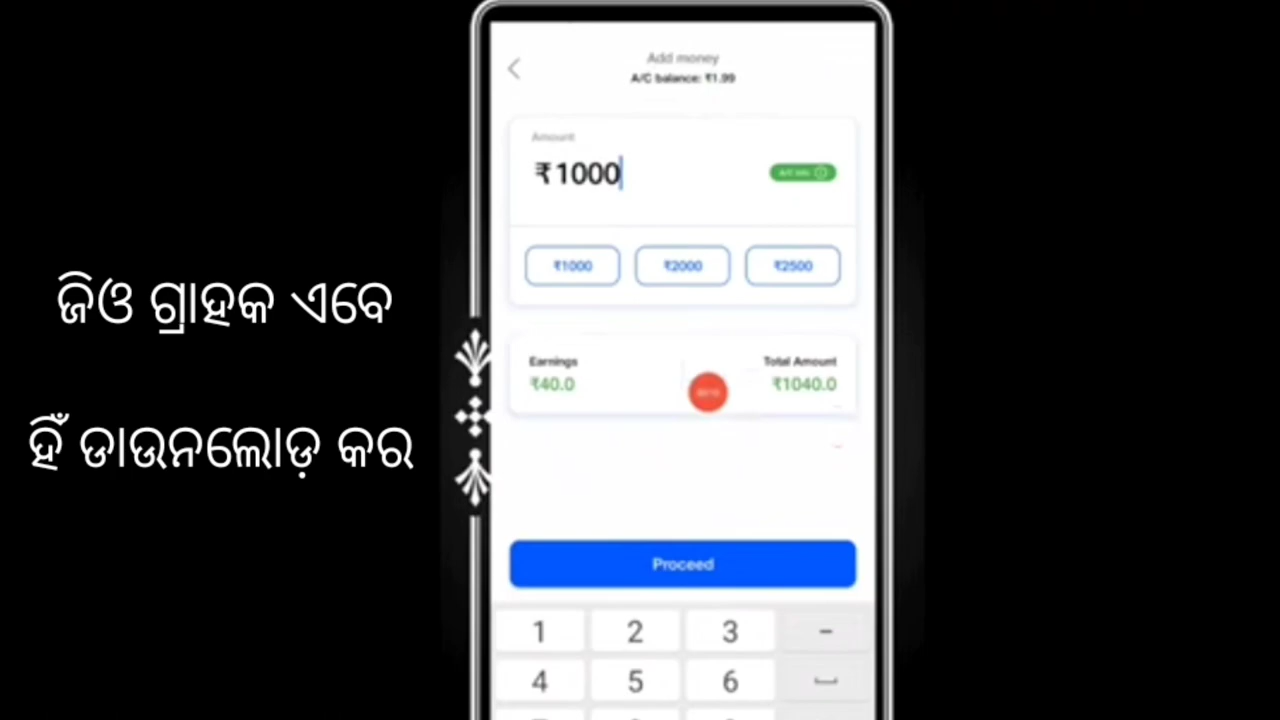 Add money
A/C balance: ₹1.99
Amount
₹1000
₹1000 ₹2000 ₹2500
ଜିଓ ଗ୍ରାହକ ଏବେ
ହିଁ ଡାଉନଲୋଡ଼ କର
Earnings Total Amount
₹40.0 ₹1040.0
Proceed
1 2 3 -
4 5 6